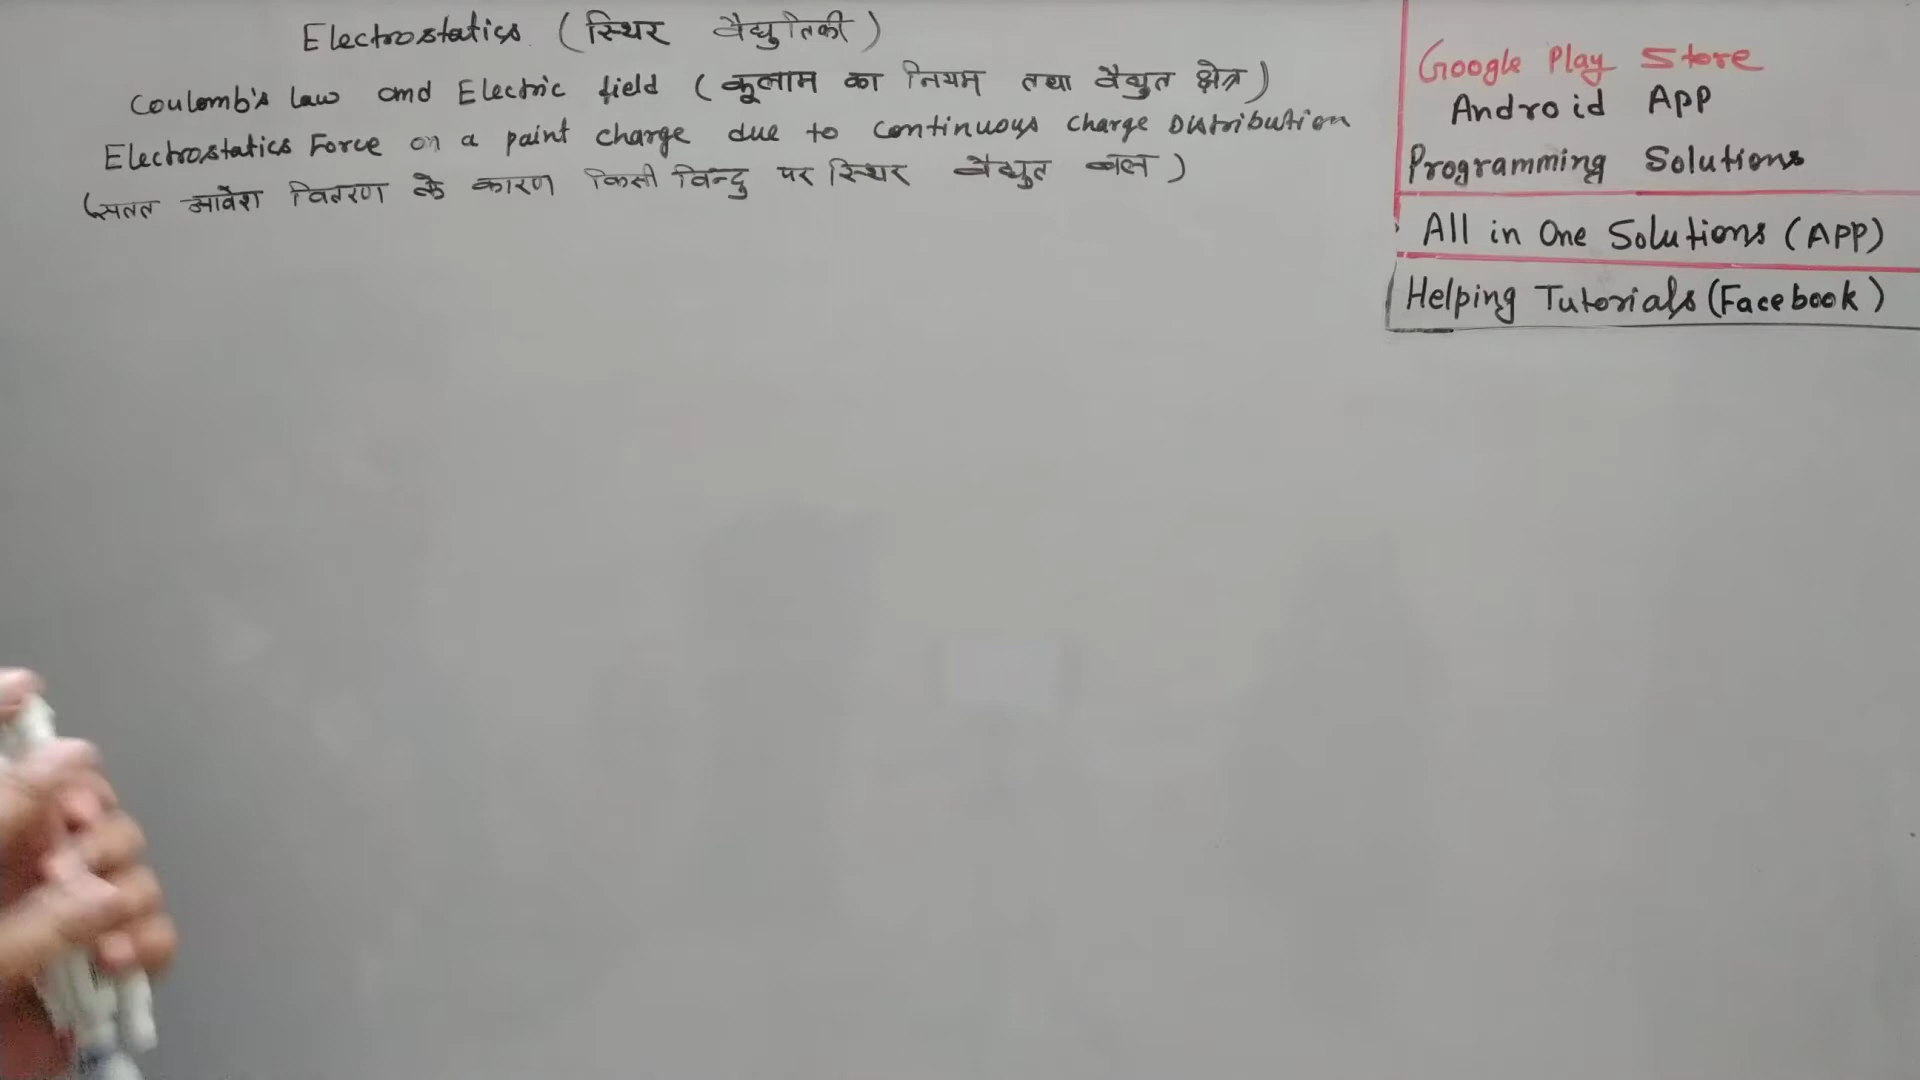 Electrostatics (स्थिर वैद्युतिकी)
Coulomb's law and Electric field (कूलाम का नियम तथा वैद्युत क्षेत्र)
Electrostatics Force on a paint charge due to continuous charge Distribution
(सतत आवेश वितरण के कारण किसी विन्दु पर स्थिर वैद्युत बल)
Google Play Store
Android App
Programming Solutions
All in One Solutions (APP)
Helping Tutorials (Facebook)